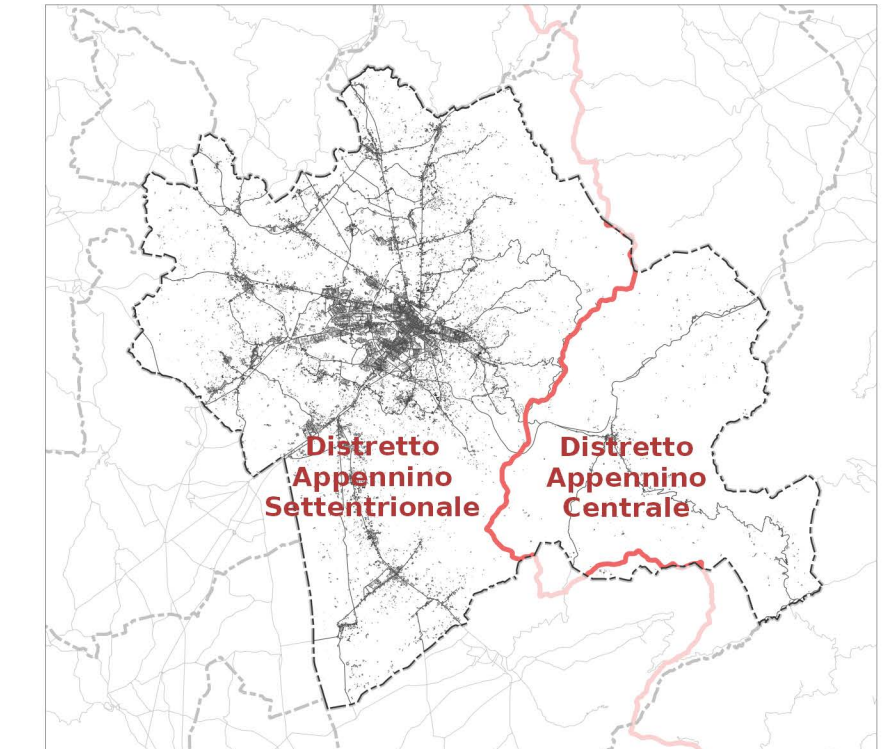 Distretto
Appennino
Settentrionale
Distretto
Appennino
Centrale